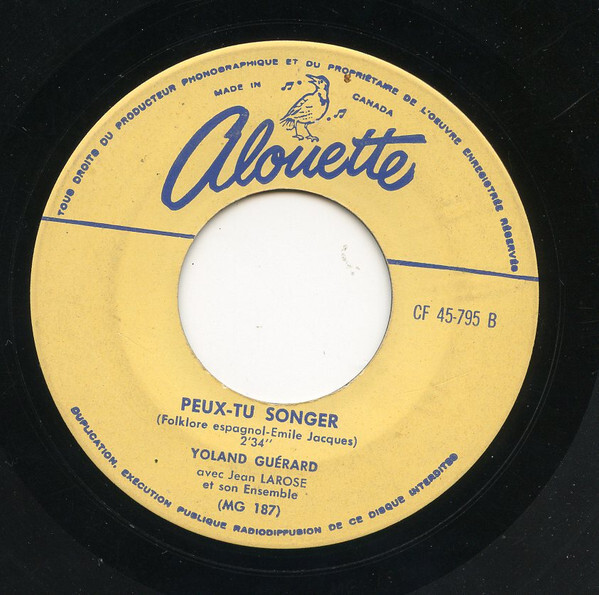 TOUS DROITS DU PRODUCTEUR PHONOGRAPHIQUE ET DU PROPRIÉTAIRE DE L'OEUVRE ENREGISTRÉE RÉSERVÉS
MADE IN CANADA
Alouette
CF 45-795 B
PEUX-TU SONGER
(Folklore espagnol-Emile Jacques)
2'34"
YOLAND GUÉRARD
avec Jean LAROSE
et son Ensemble
(MG 187)
DUPLICATION, EXÉCUTION PUBLIQUE RADIODIFFUSION DE CE DISQUE INTERDITES